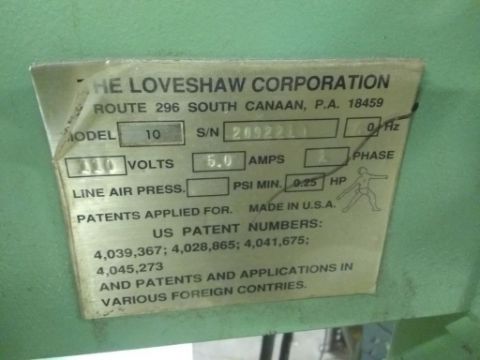 THE LOVESHAW CORPORATION
ROUTE 296 SOUTH CANAAN, P.A. 18459
MODEL 10 S/N Hz
110 VOLTS 5.0 AMPS PHASE
LINE AIR PRESS. PSI MIN. 0.25 HP
PATENTS APPLIED FOR. MADE IN U.S.A.
US PATENT NUMBERS:
4,039,367; 4,028,865; 4,041,675;
4,045,273
AND PATENTS AND APPLICATIONS IN
VARIOUS FOREIGN CONTRIES.